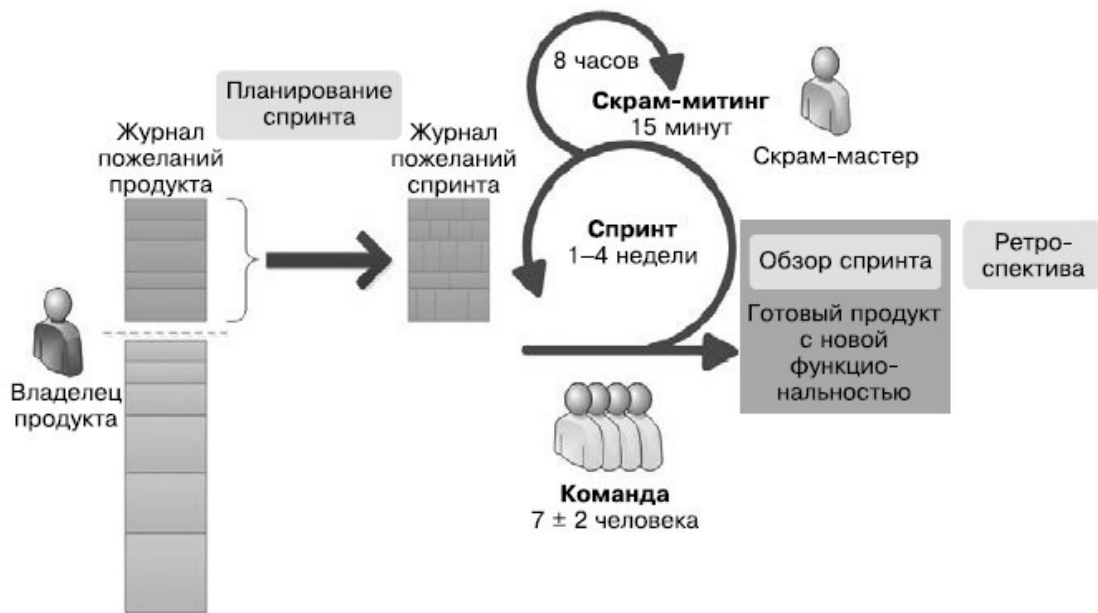 8 часов
Скрам-митинг
15 минут
Скрам-мастер
Планирование
спринта
Журнал
пожеланий
продукта
Журнал
пожеланий
спринта
Спринт
1–4 недели
Обзор спринта
Ретро-
спектива
Готовый продукт
с новой
функцио-
нальностью
Владелец
продукта
Команда
7 ± 2 человека